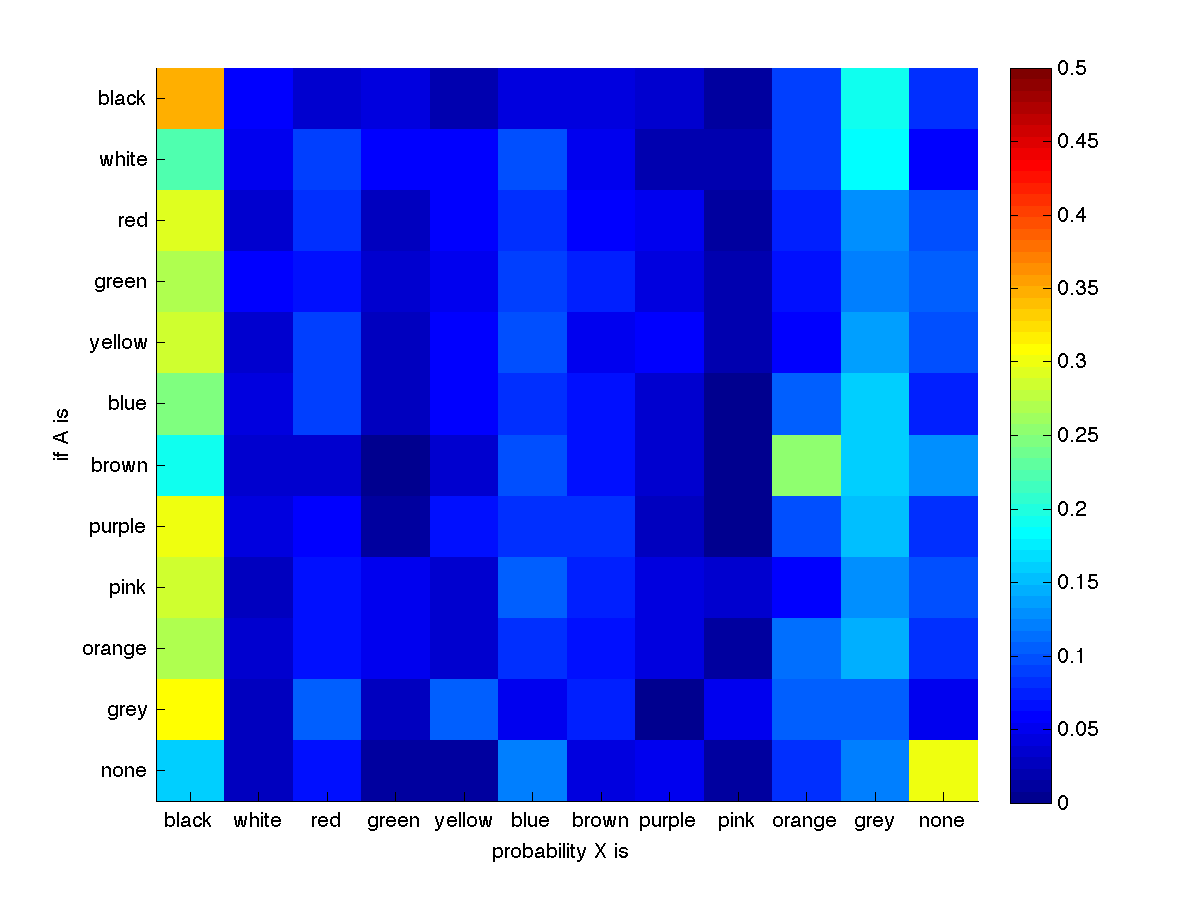 if A is
black
white
red
green
yellow
blue
brown
purple
pink
orange
grey
none
black white red green yellow blue brown purple pink orange grey none
probability X is
0.5
0.45
0.4
0.35
0.3
0.25
0.2
0.15
0.1
0.05
0